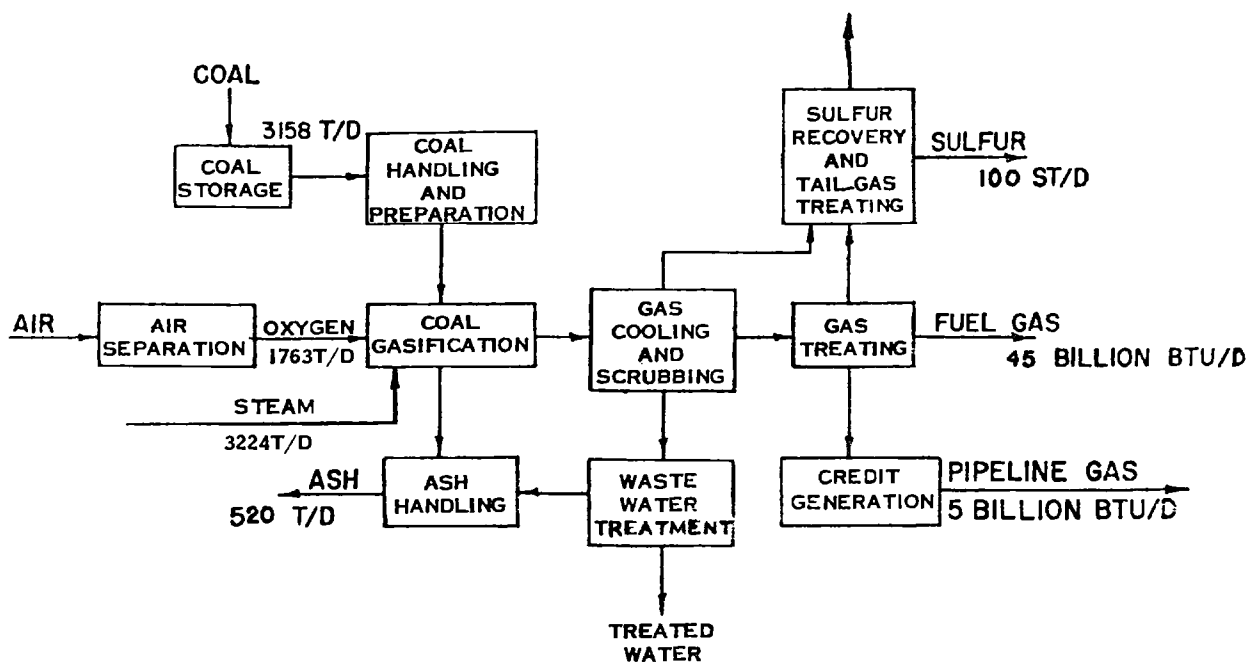 COAL
3158 T/D
COAL
STORAGE
COAL
HANDLING
AND
PREPARATION
SULFUR
RECOVERY
AND
TAIL-GAS
TREATING
SULFUR
100 ST/D
AIR
AIR
SEPARATION
OXYGEN
1763T/D
COAL
GASIFICATION
GAS
COOLING
AND
SCRUBBING
GAS
TREATING
FUEL GAS
45 BILLION BTU/D
STEAM
3224T/D
ASH
520 T/D
ASH
HANDLING
WASTE
WATER
TREATMENT
CREDIT
GENERATION
PIPELINE GAS
5 BILLION BTU/D
TREATED
WATER